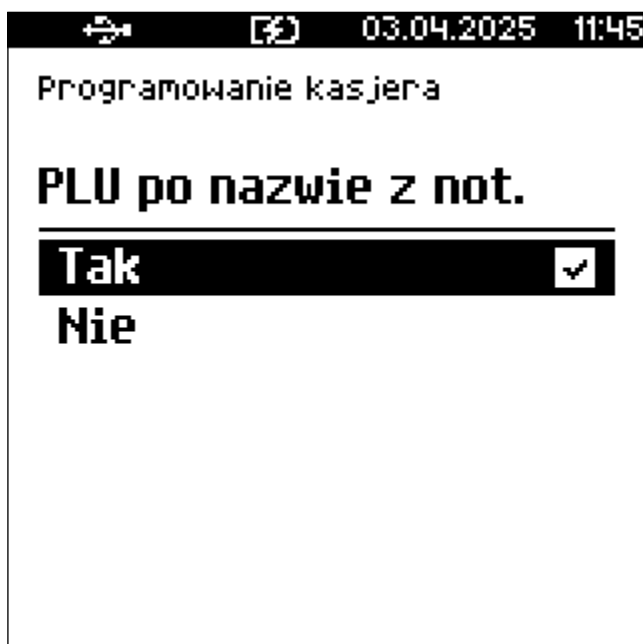 03.04.2025 11:45
Programowanie kasjera
PLU po nazwie z not.
Tak
Nie